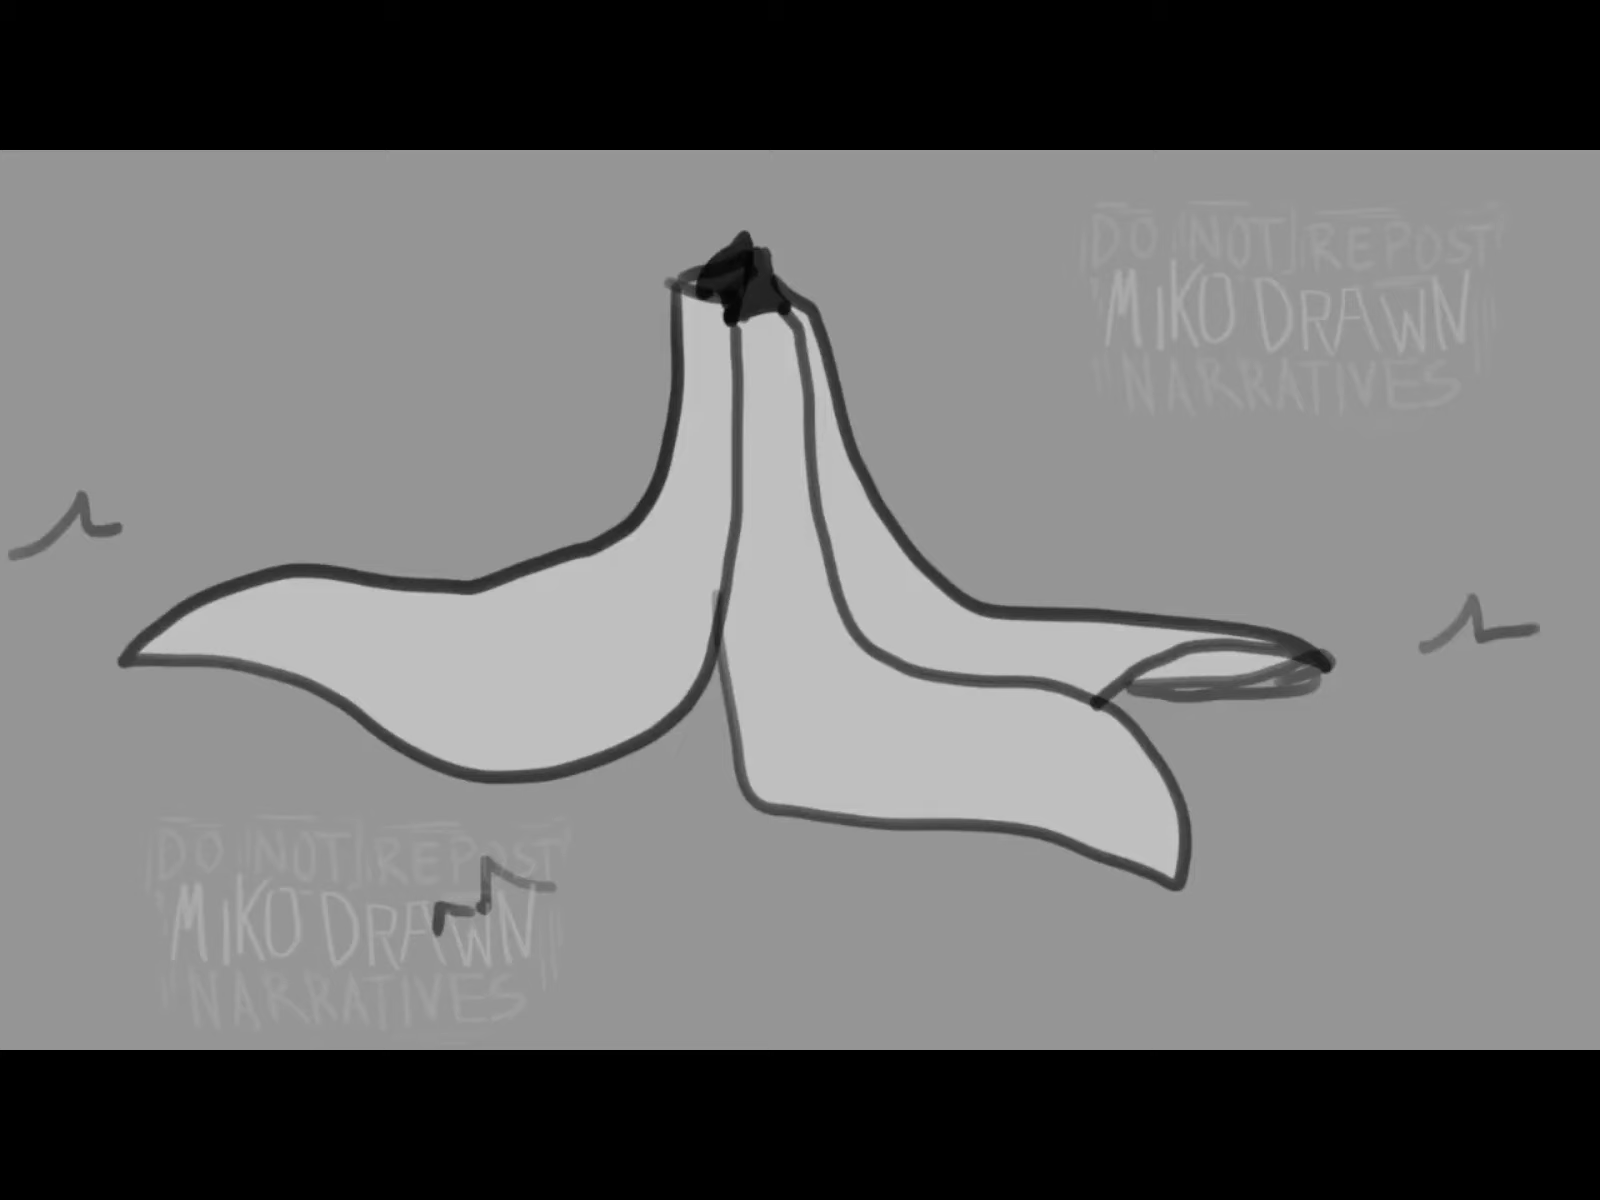 DO NOT REPOST
MIKO DRAWN
NARRATIVES
DO NOT REPOST
MIKO DRAWN
NARRATIVES